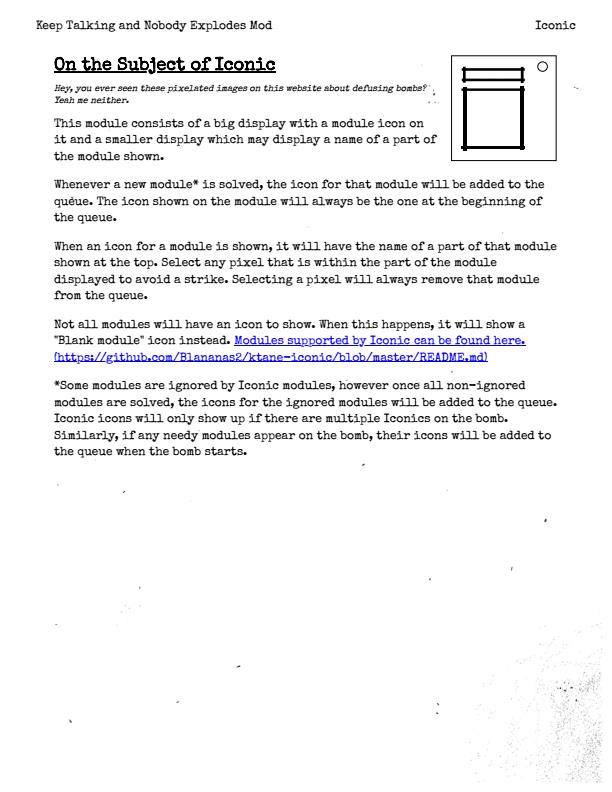 Keep Talking and Nobody Explodes Mod
Iconic
On the Subject of Iconic
Hey, you ever seen these pixelated images on this website about defusing bombs?
Yeah me neither.
This module consists of a big display with a module icon on
it and a smaller display which may display a name of a part of
the module shown.
Whenever a new module* is solved, the icon for that module will be added to the
queue. The icon shown on the module will always be the one at the beginning of
the queue.
When an icon for a module is shown, it will have the name of a part of that module
shown at the top. Select any pixel that is within the part of the module
displayed to avoid a strike. Selecting a pixel will always remove that module
from the queue.
Not all modules will have an icon to show. When this happens, it will show a
"Blank module" icon instead. Modules supported by Iconic can be found here.
(https://github.com/Blananas2/ktane-iconic/blob/master/README.md)
*Some modules are ignored by Iconic modules, however once all non-ignored
modules are solved, the icons for the ignored modules will be added to the queue.
Iconic icons will only show up if there are multiple Iconics on the bomb.
Similarly, if any needy modules appear on the bomb, their icons will be added to
the queue when the bomb starts.